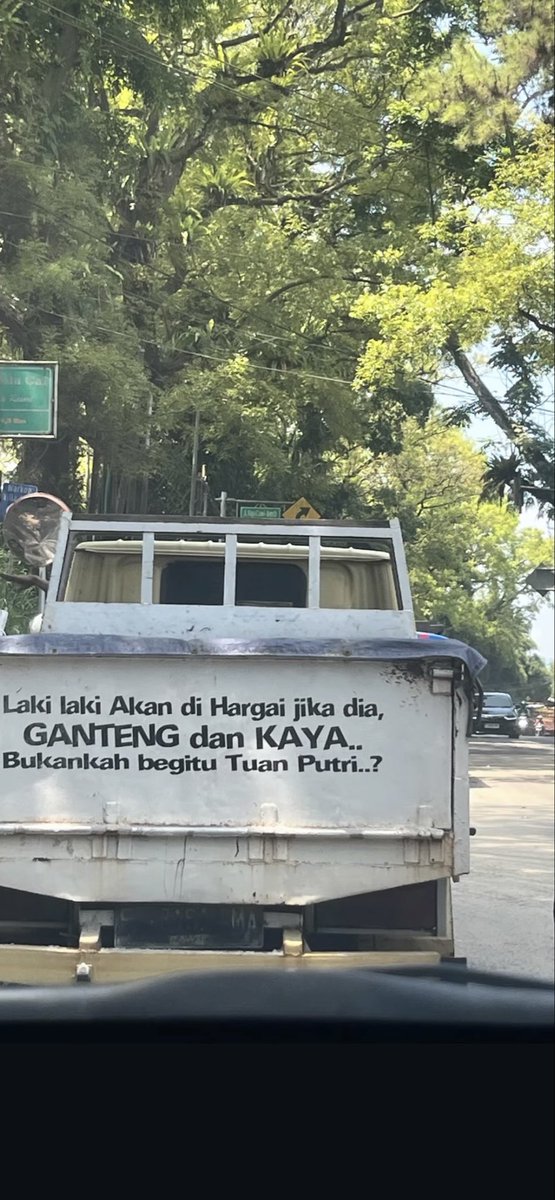 Laki laki Akan di Hargai jika dia,
GANTENG dan KAYA..
Bukankah begitu Tuan Putri..?